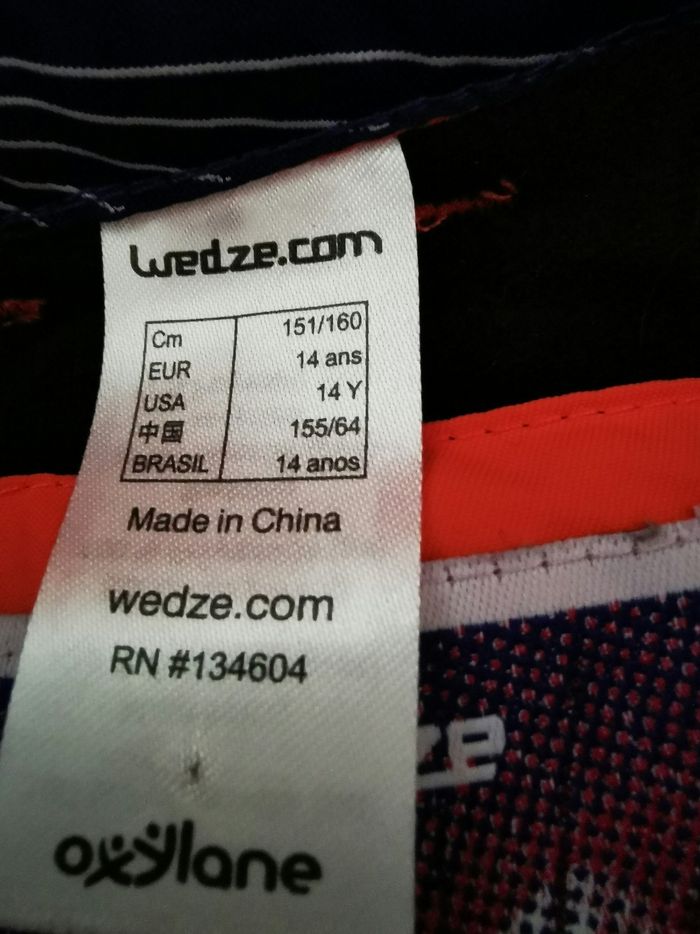 wedze.com
Cm 151/160
EUR 14 ans
USA 14 Y
中国 155/64
BRASIL 14 anos
Made in China
wedze.com
RN #134604
oxylane
ze